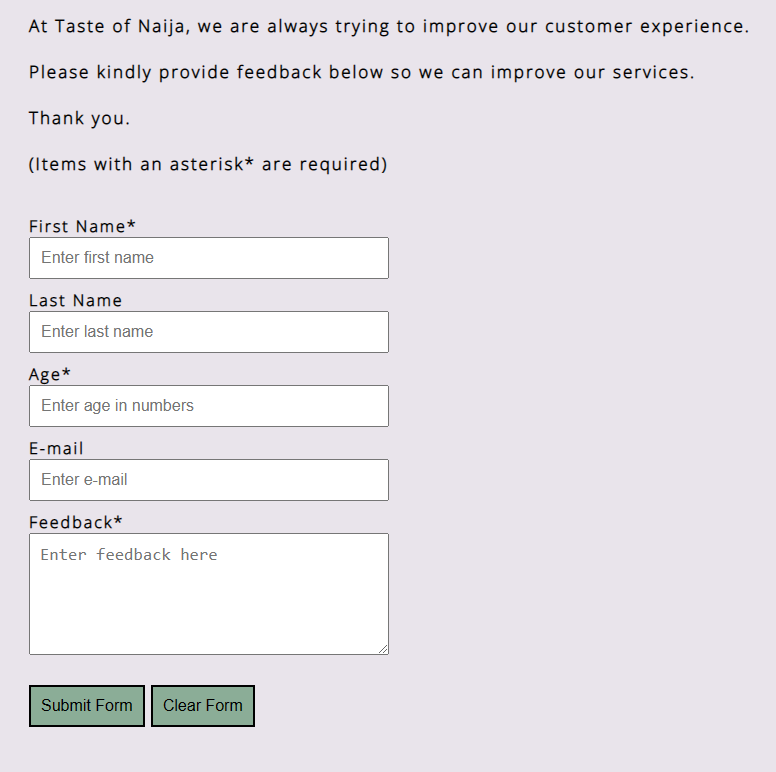 At Taste of Naija, we are always trying to improve our customer experience.
Please kindly provide feedback below so we can improve our services.
Thank you.
(Items with an asterisk* are required)
First Name*
Enter first name
Last Name
Enter last name
Age*
Enter age in numbers
E-mail
Enter e-mail
Feedback*
Enter feedback here
Submit Form Clear Form